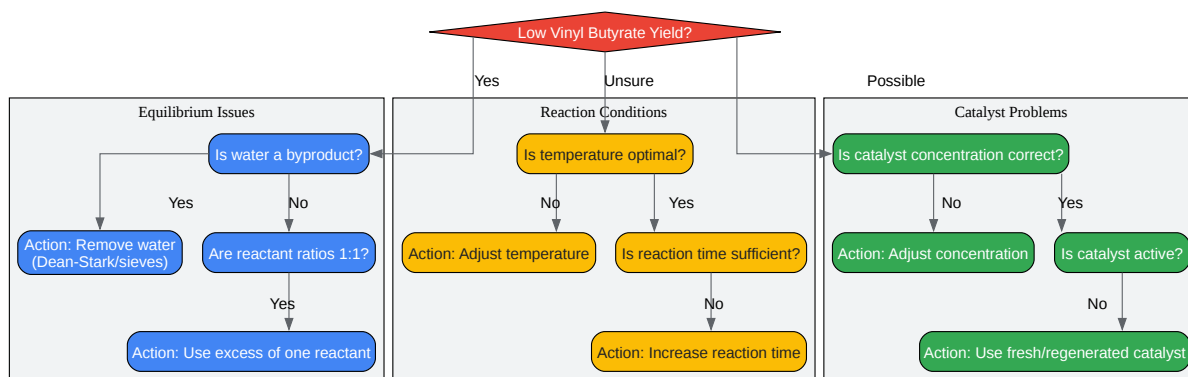 Low Vinyl Butyrate Yield?
Yes
Unsure
Possible
Equilibrium Issues
Reaction Conditions
Catalyst Problems
Is water a byproduct?
Is temperature optimal?
Is catalyst concentration correct?
Yes
No
No
Yes
No
Yes
Action: Remove water
(Dean-Stark/sieves)
Are reactant ratios 1:1?
Action: Adjust temperature
Is reaction time sufficient?
Action: Adjust concentration
Is catalyst active?
Yes
No
No
Action: Use excess of one reactant
Action: Increase reaction time
Action: Use fresh/regenerated catalyst